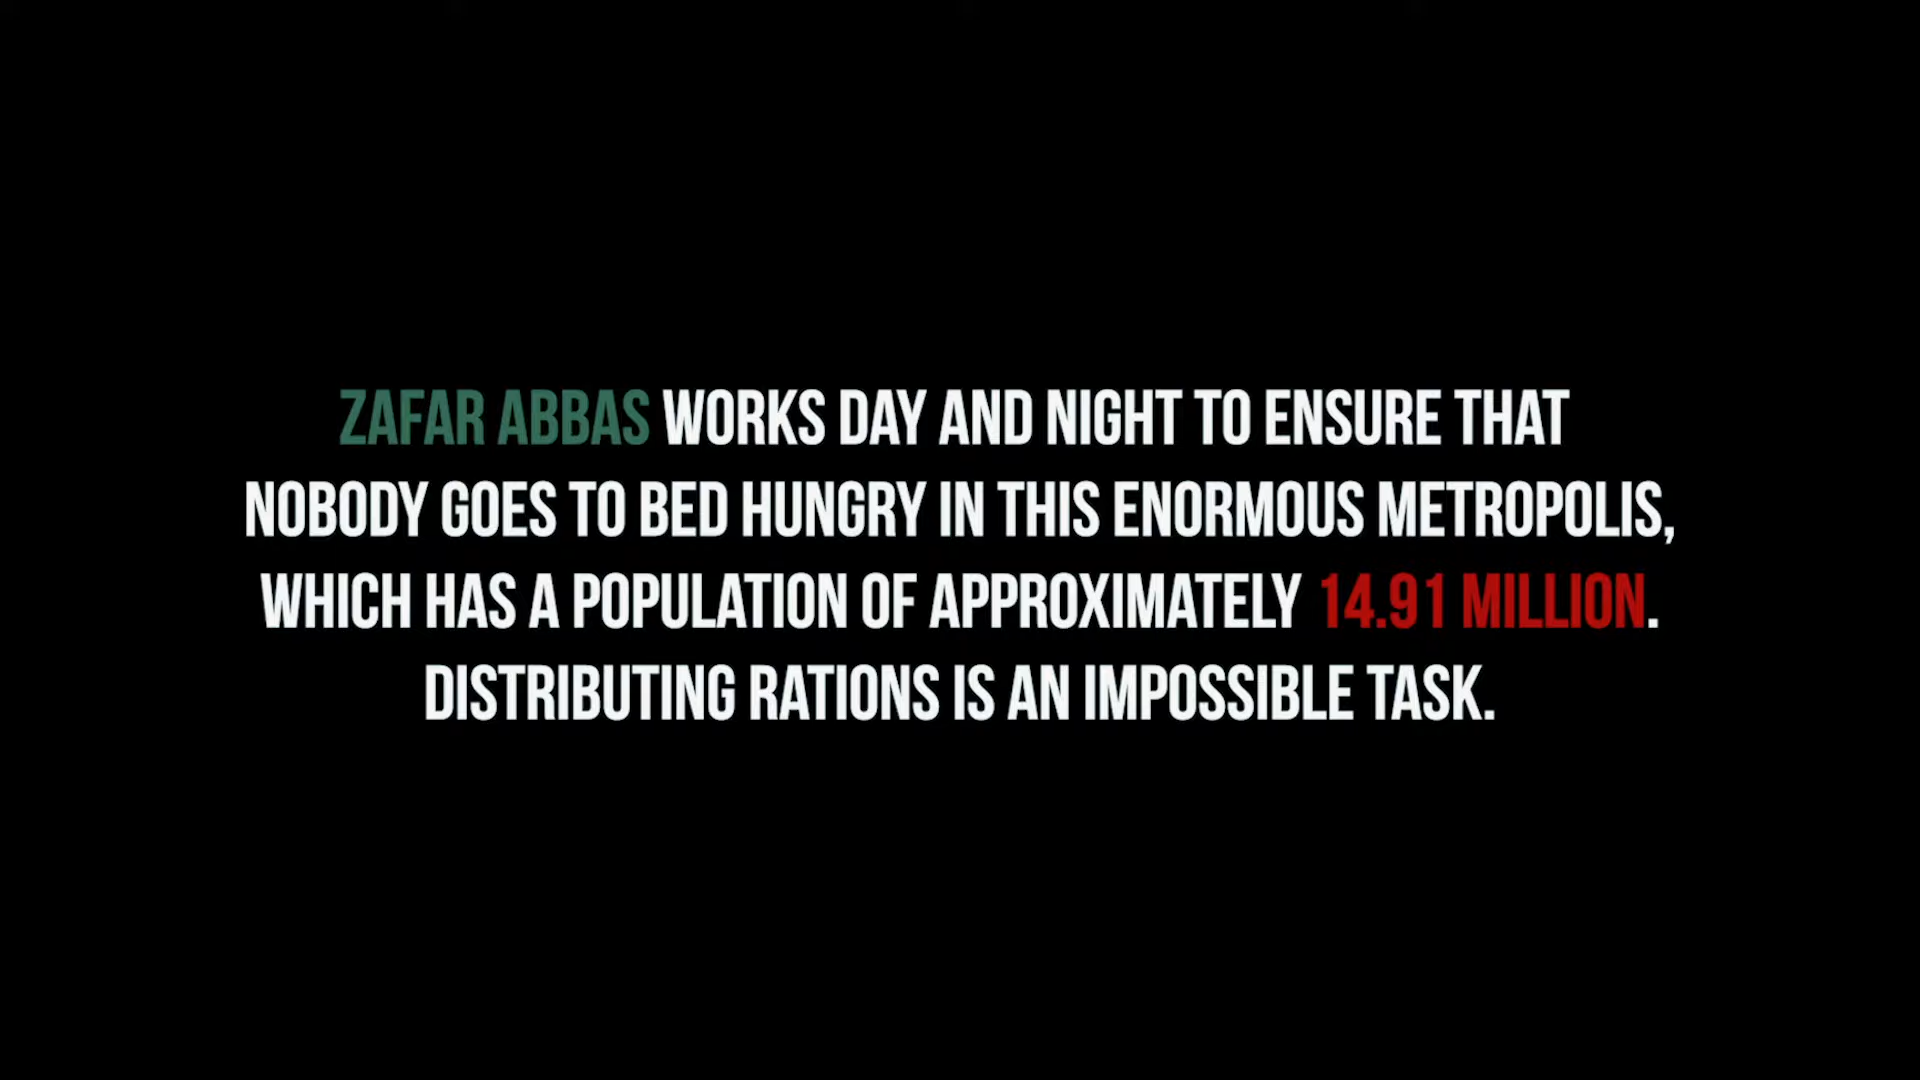 ZAFAR ABBAS WORKS DAY AND NIGHT TO ENSURE THAT
NOBODY GOES TO BED HUNGRY IN THIS ENORMOUS METROPOLIS,
WHICH HAS A POPULATION OF APPROXIMATELY 14.91 MILLION.
DISTRIBUTING RATIONS IS AN IMPOSSIBLE TASK.